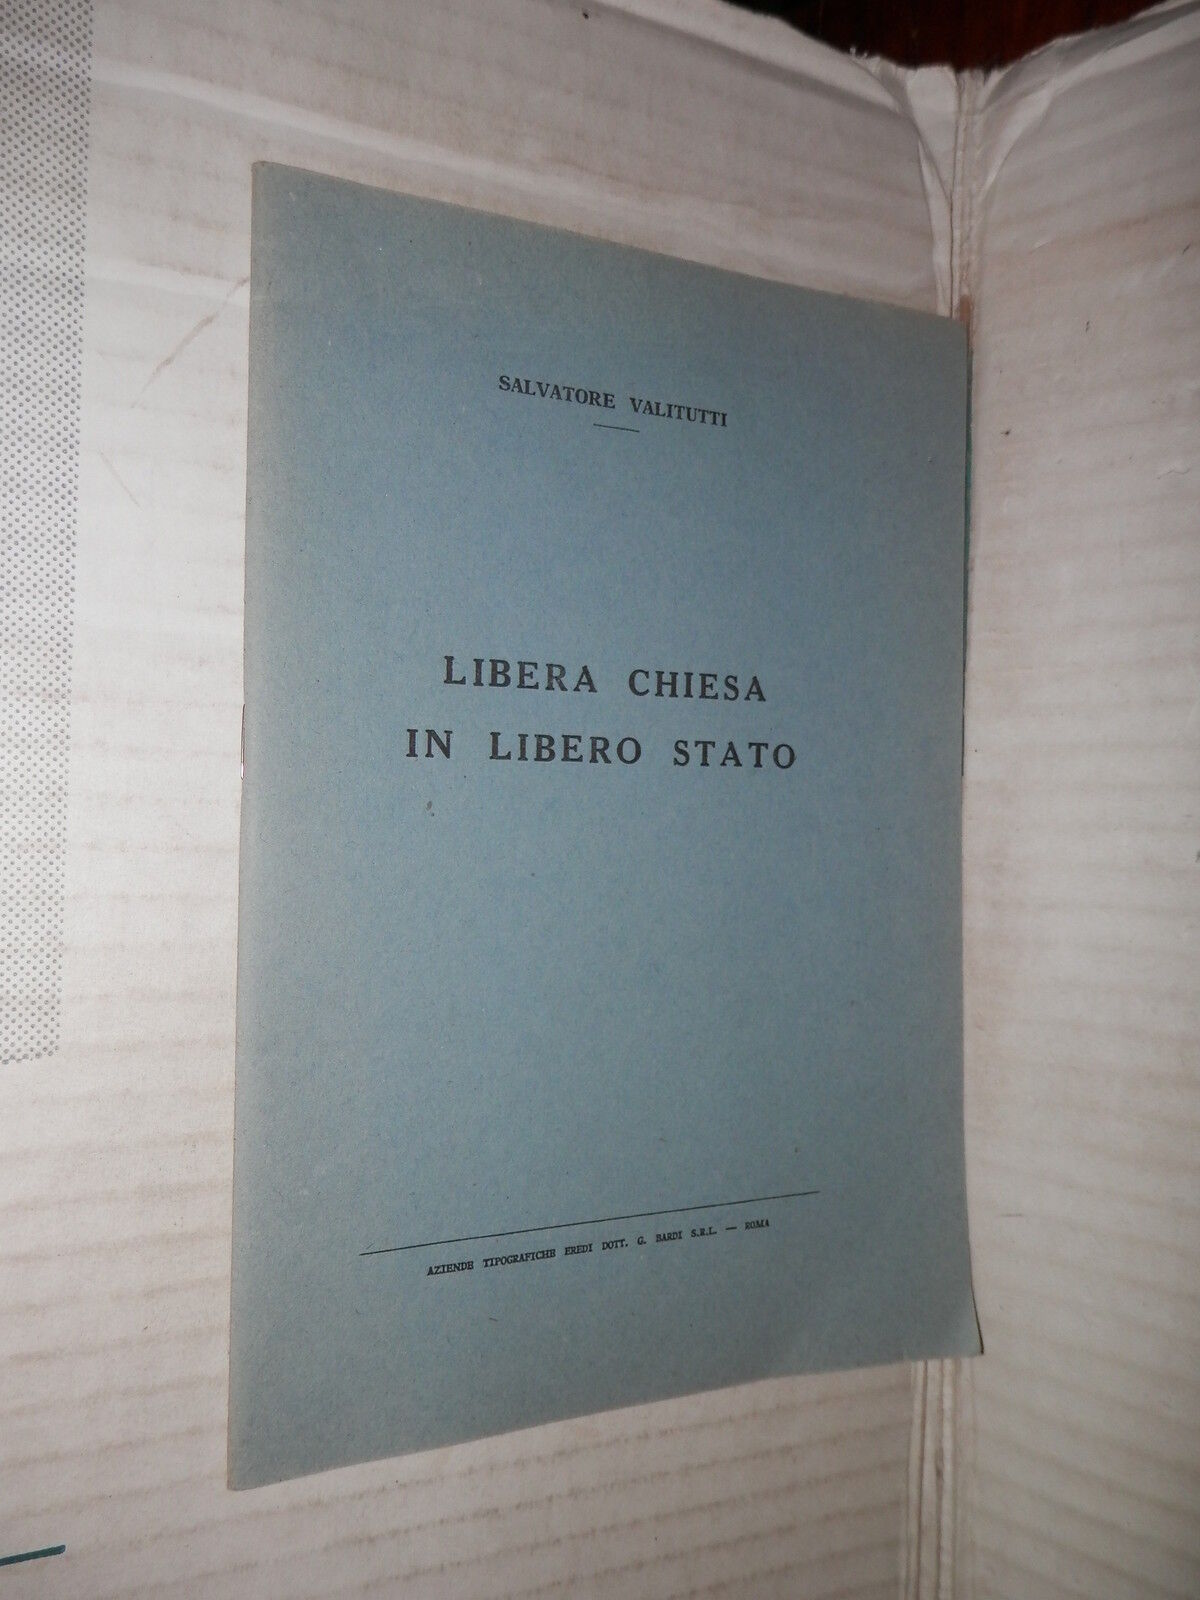 SALVATORE VALITUTTI
LIBERA CHIESA
IN LIBERO STATO
AZIENDE TIPOGRAFICHE EREDI DOTT. G. BARDI S.R.L. — ROMA